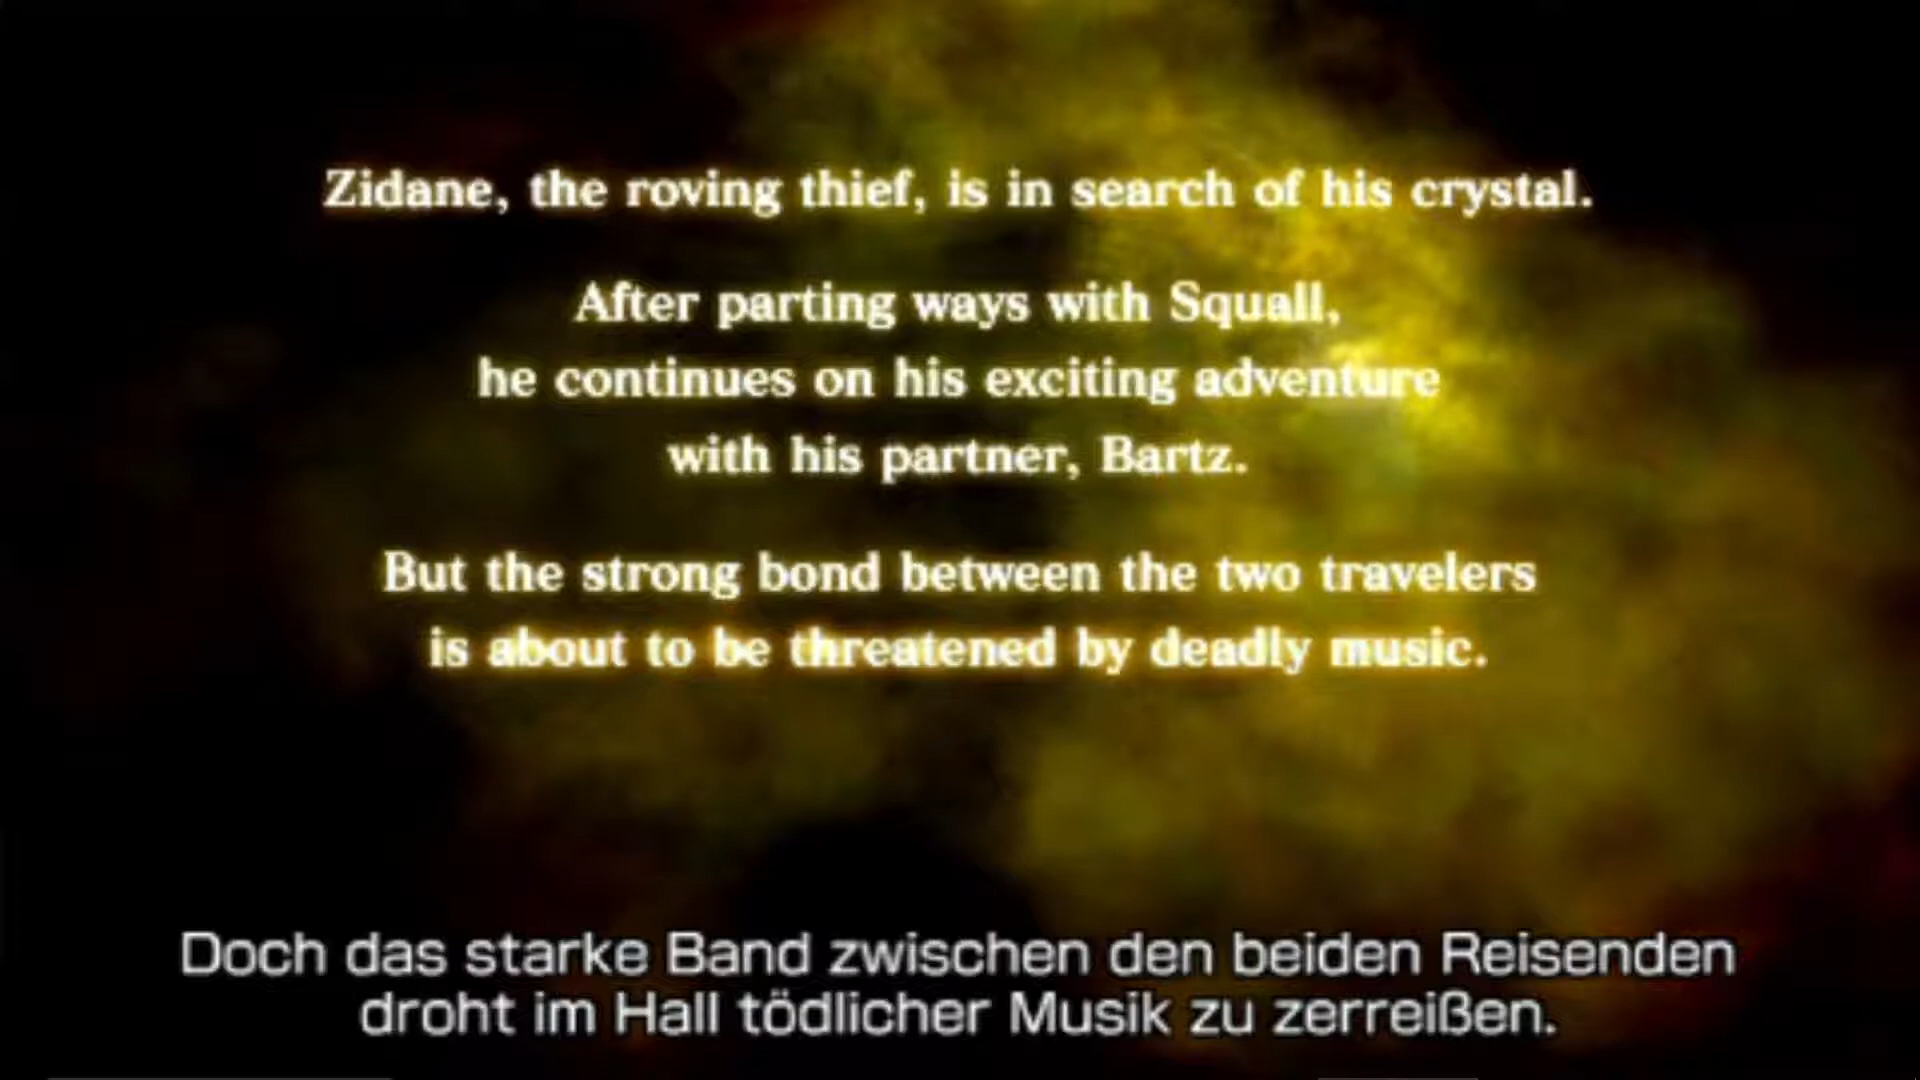 Zidane, the roving thief, is in search of his crystal.
After parting ways with Squall,
he continues on his exciting adventure
with his partner, Bartz.
But the strong bond between the two travelers
is about to be threatened by deadly music.
Doch das starke Band zwischen den beiden Reisenden
droht im Hall tödlicher Musik zu zerreißen.